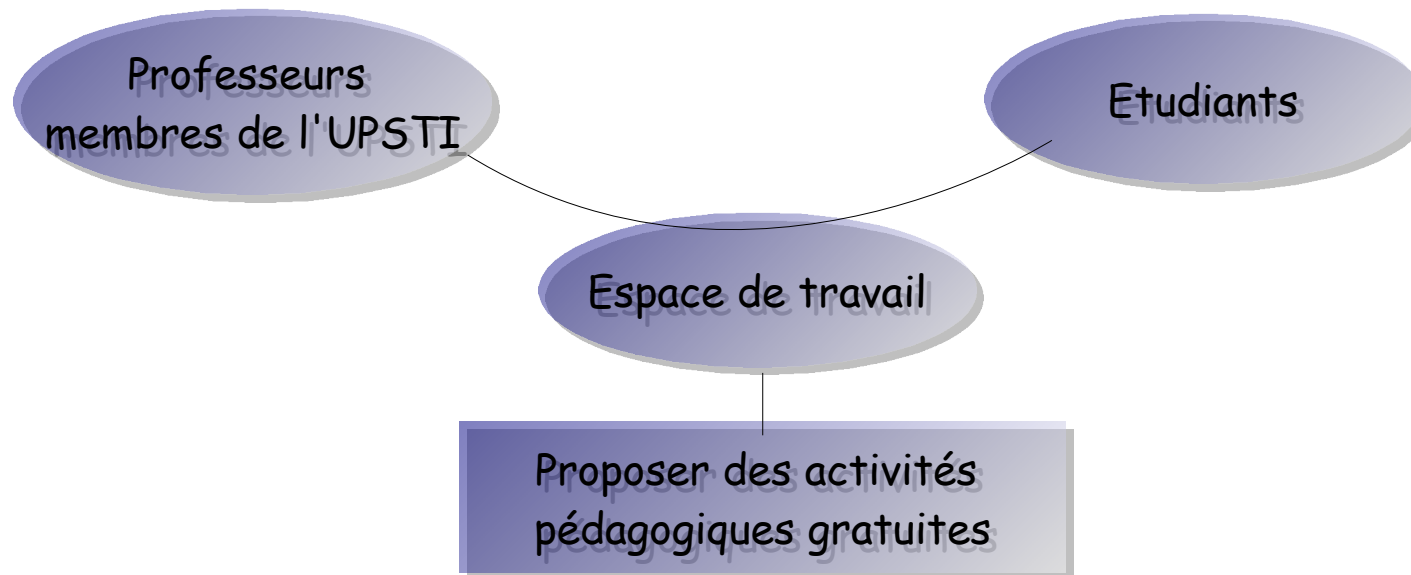 Professeurs
membres de l'UPSTI
Etudiants
Espace de travail
Proposer des activités
pédagogiques gratuites